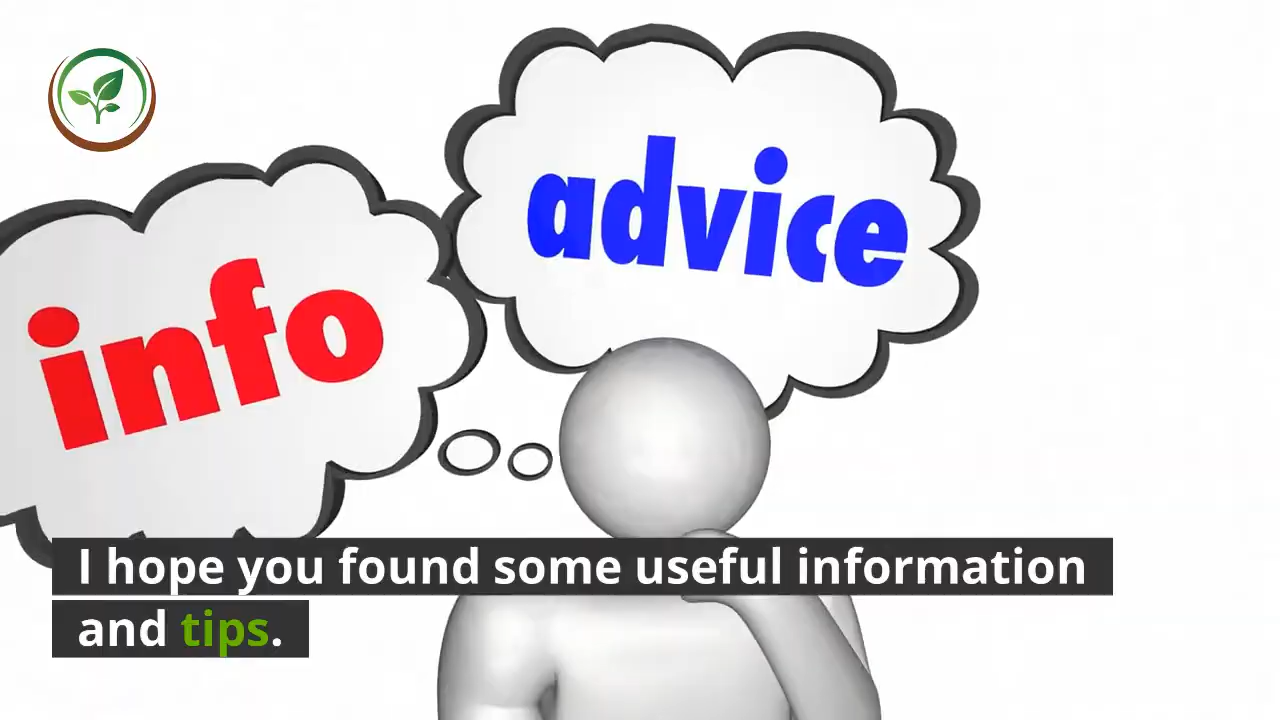 advice
info
I hope you found some useful information
and tips.